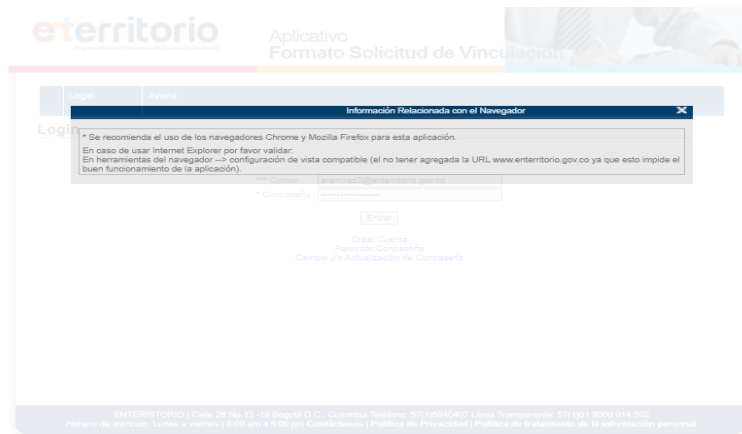 eterritorio
Aplicativo
Formato Solicitud de Vinculación
Login
Ayuda
Información Relacionada con el Navegador
Login
* Se recomienda el uso de los navegadores Chrome y Mozilla Firefox para esta aplicación.
En caso de usar Internet Explorer por favor validar:
En herramientas del navegador --> configuración de vista compatible (el no tener agregada la URL www.enterritorio.gov.co ya que esto impide el
buen funcionamiento de la aplicación).
* Contraseña
Entrar
Crear Cuenta
Recordar Contraseña
Cambio y/o Actualización de Contraseña
ENTERRITORIO | Calle 26 No 13 -19 Bogotá D.C., Colombia Teléfono: 57(1)5940407 Línea Transparente: 57(1)01 8000 914 502
Horario de atención: Lunes a viernes | 8:00 am a 5:00 pm Contáctenos | Política de Privacidad | Política de tratamiento de la información personal